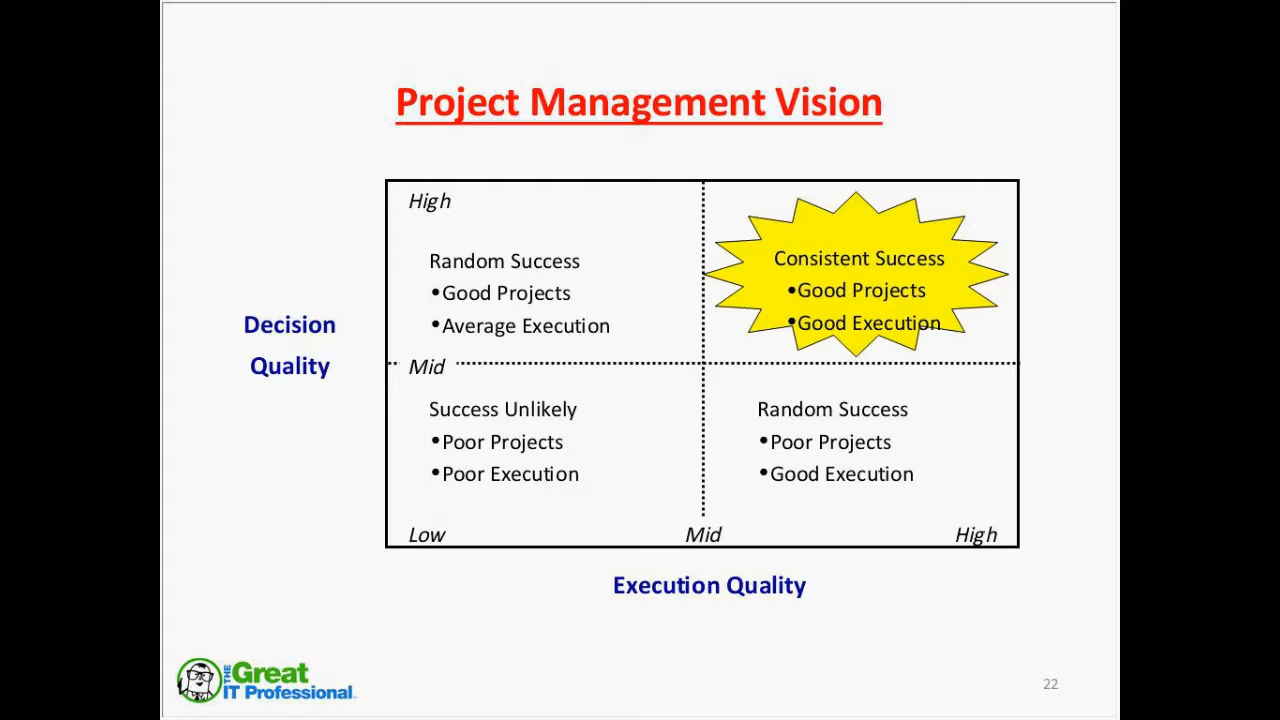 Project Management Vision
High
Random Success
•Good Projects
•Average Execution
Consistent Success
•Good Projects
•Good Execution
Decision
Quality
Mid
Success Unlikely
•Poor Projects
•Poor Execution
Random Success
•Poor Projects
•Good Execution
Low
Mid
High
Execution Quality
THE Great
IT Professional
22